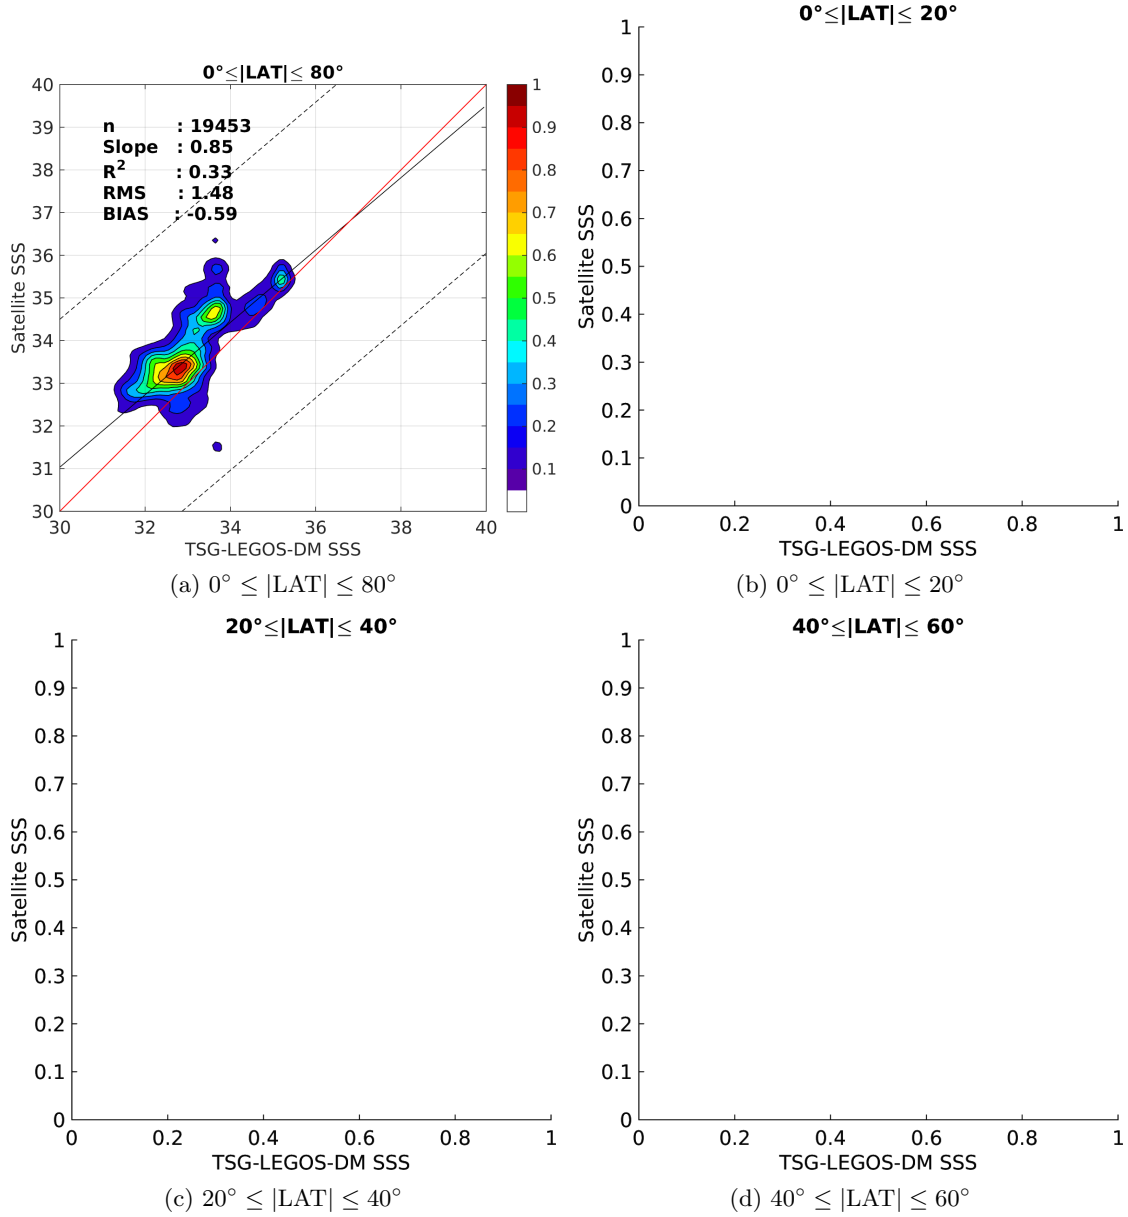 0°≤|LAT|≤ 80°
40
39
38
37
36
35
34
33
32
31
30
Satellite SSS
n : 19453
Slope : 0.85
R² : 0.33
RMS : 1.48
BIAS : -0.59
30 32 34 36 38 40
TSG-LEGOS-DM SSS
1
0.9
0.8
0.7
0.6
0.5
0.4
0.3
0.2
0.1
(a) 0° ≤ |LAT| ≤ 80°
0°≤|LAT|≤ 20°
1
0.9
0.8
0.7
0.6
0.5
0.4
0.3
0.2
0.1
0
Satellite SSS
0 0.2 0.4 0.6 0.8 1
TSG-LEGOS-DM SSS
(b) 0° ≤ |LAT| ≤ 20°
20°≤|LAT|≤ 40°
1
0.9
0.8
0.7
0.6
0.5
0.4
0.3
0.2
0.1
0
Satellite SSS
0 0.2 0.4 0.6 0.8 1
TSG-LEGOS-DM SSS
(c) 20° ≤ |LAT| ≤ 40°
40°≤|LAT|≤ 60°
1
0.9
0.8
0.7
0.6
0.5
0.4
0.3
0.2
0.1
0
Satellite SSS
0 0.2 0.4 0.6 0.8 1
TSG-LEGOS-DM SSS
(d) 40° ≤ |LAT| ≤ 60°